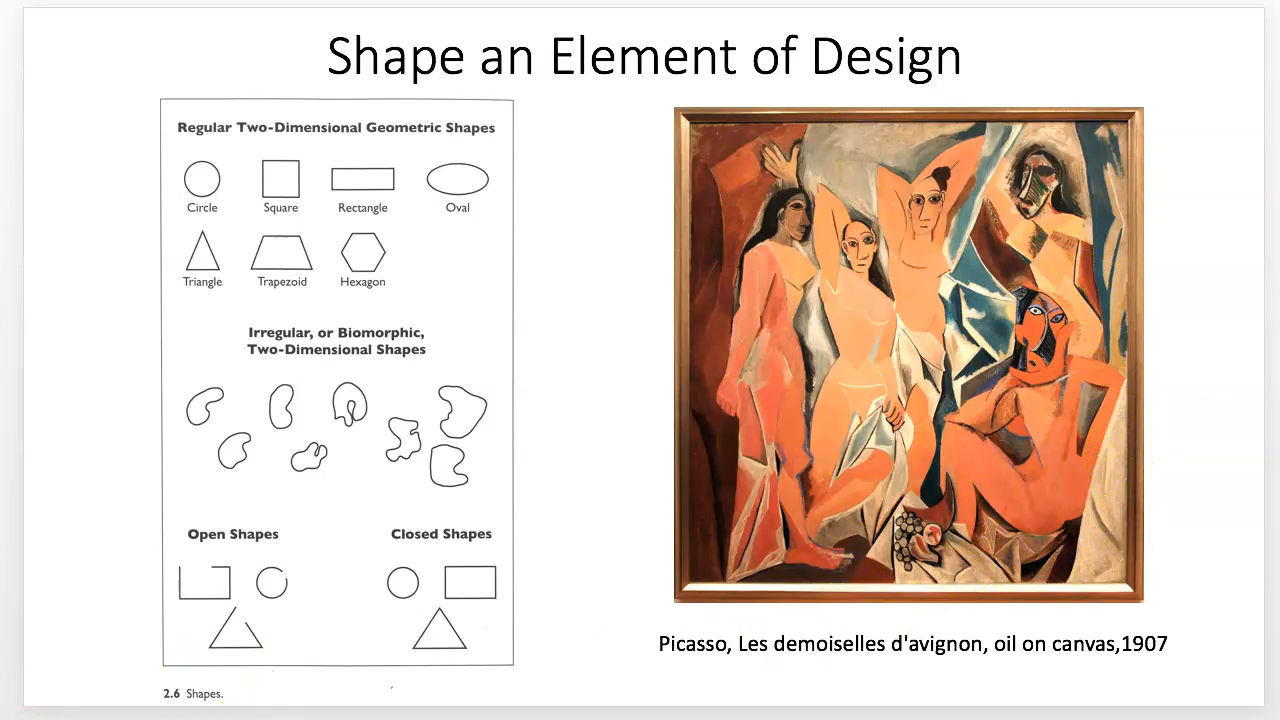 Shape an Element of Design
Regular Two-Dimensional Geometric Shapes
Circle
Square
Rectangle
Oval
Triangle
Trapezoid
Hexagon
Irregular, or Biomorphic,
Two-Dimensional Shapes
Open Shapes
Closed Shapes
2.6 Shapes.
Picasso, Les demoiselles d'avignon, oil on canvas,1907